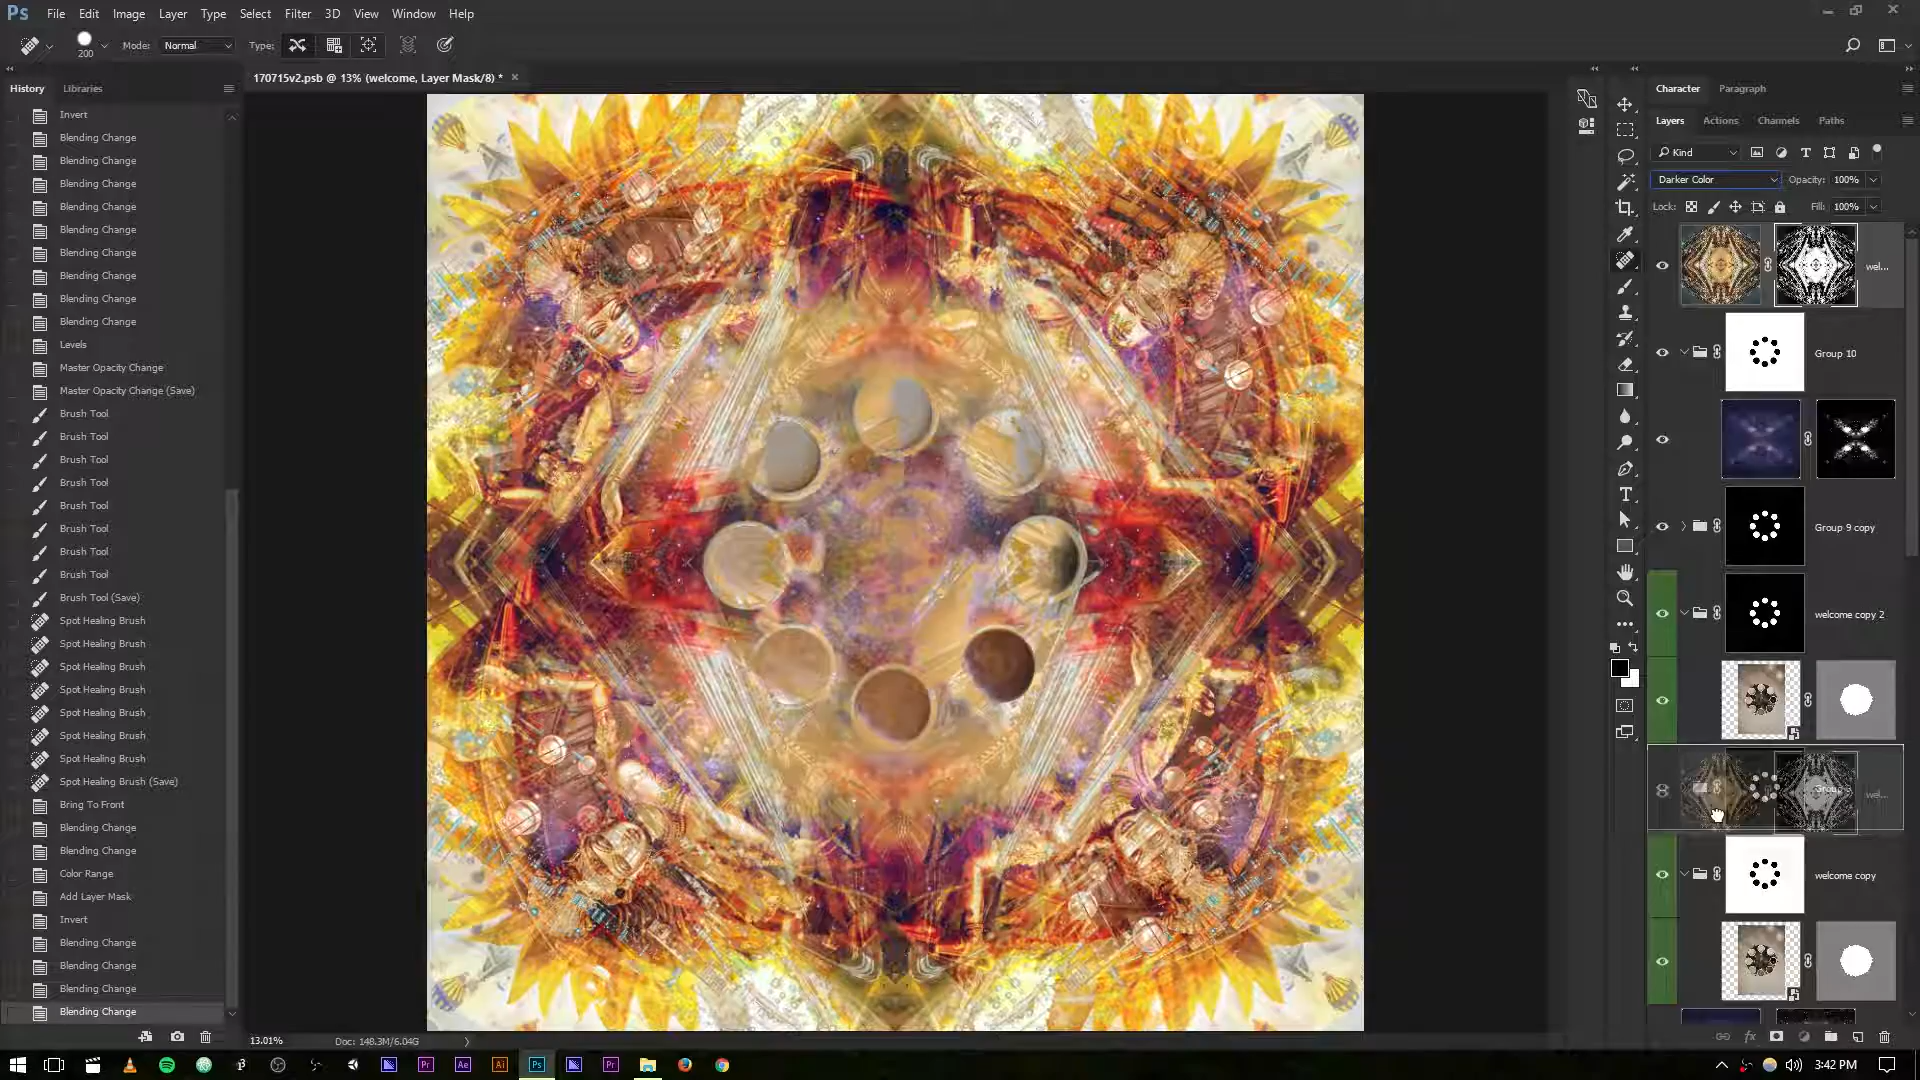 Ps File Edit Image Layer Type Select Filter 3D View Window Help
200 Mode: Normal Type:
170715v2.psb @ 13% (welcome, Layer Mask/8) * ×
History Libraries
Invert
Blending Change
Blending Change
Blending Change
Blending Change
Blending Change
Blending Change
Blending Change
Blending Change
Blending Change
Levels
Master Opacity Change
Master Opacity Change (Save)
Brush Tool
Brush Tool
Brush Tool
Brush Tool
Brush Tool
Brush Tool
Brush Tool
Brush Tool
Brush Tool (Save)
Spot Healing Brush
Spot Healing Brush
Spot Healing Brush
Spot Healing Brush
Spot Healing Brush
Spot Healing Brush
Spot Healing Brush
Spot Healing Brush (Save)
Bring To Front
Blending Change
Blending Change
Color Range
Add Layer Mask
Invert
Blending Change
Blending Change
Blending Change
Blending Change
13.01% Doc: 148.3M/6.04G
Character Paragraph
Layers Actions Channels Paths
Kind
Darker Color Opacity: 100%
Lock: Fill: 100%
wel...
Group 10
Group 9 copy
welcome copy 2
wel...
welcome copy
fx
Pr Ae Ai Ps Pr
3:42 PM